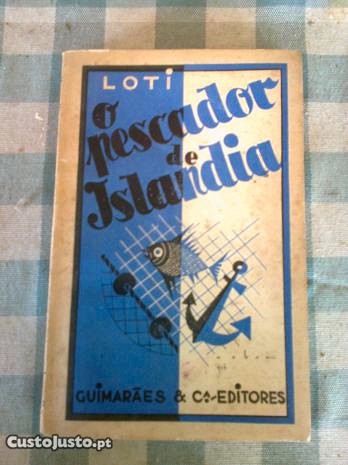 LOTI
O
pescador
de
Islandia
GUIMARÃES & Cª-EDITORES
CustoJusto.pt